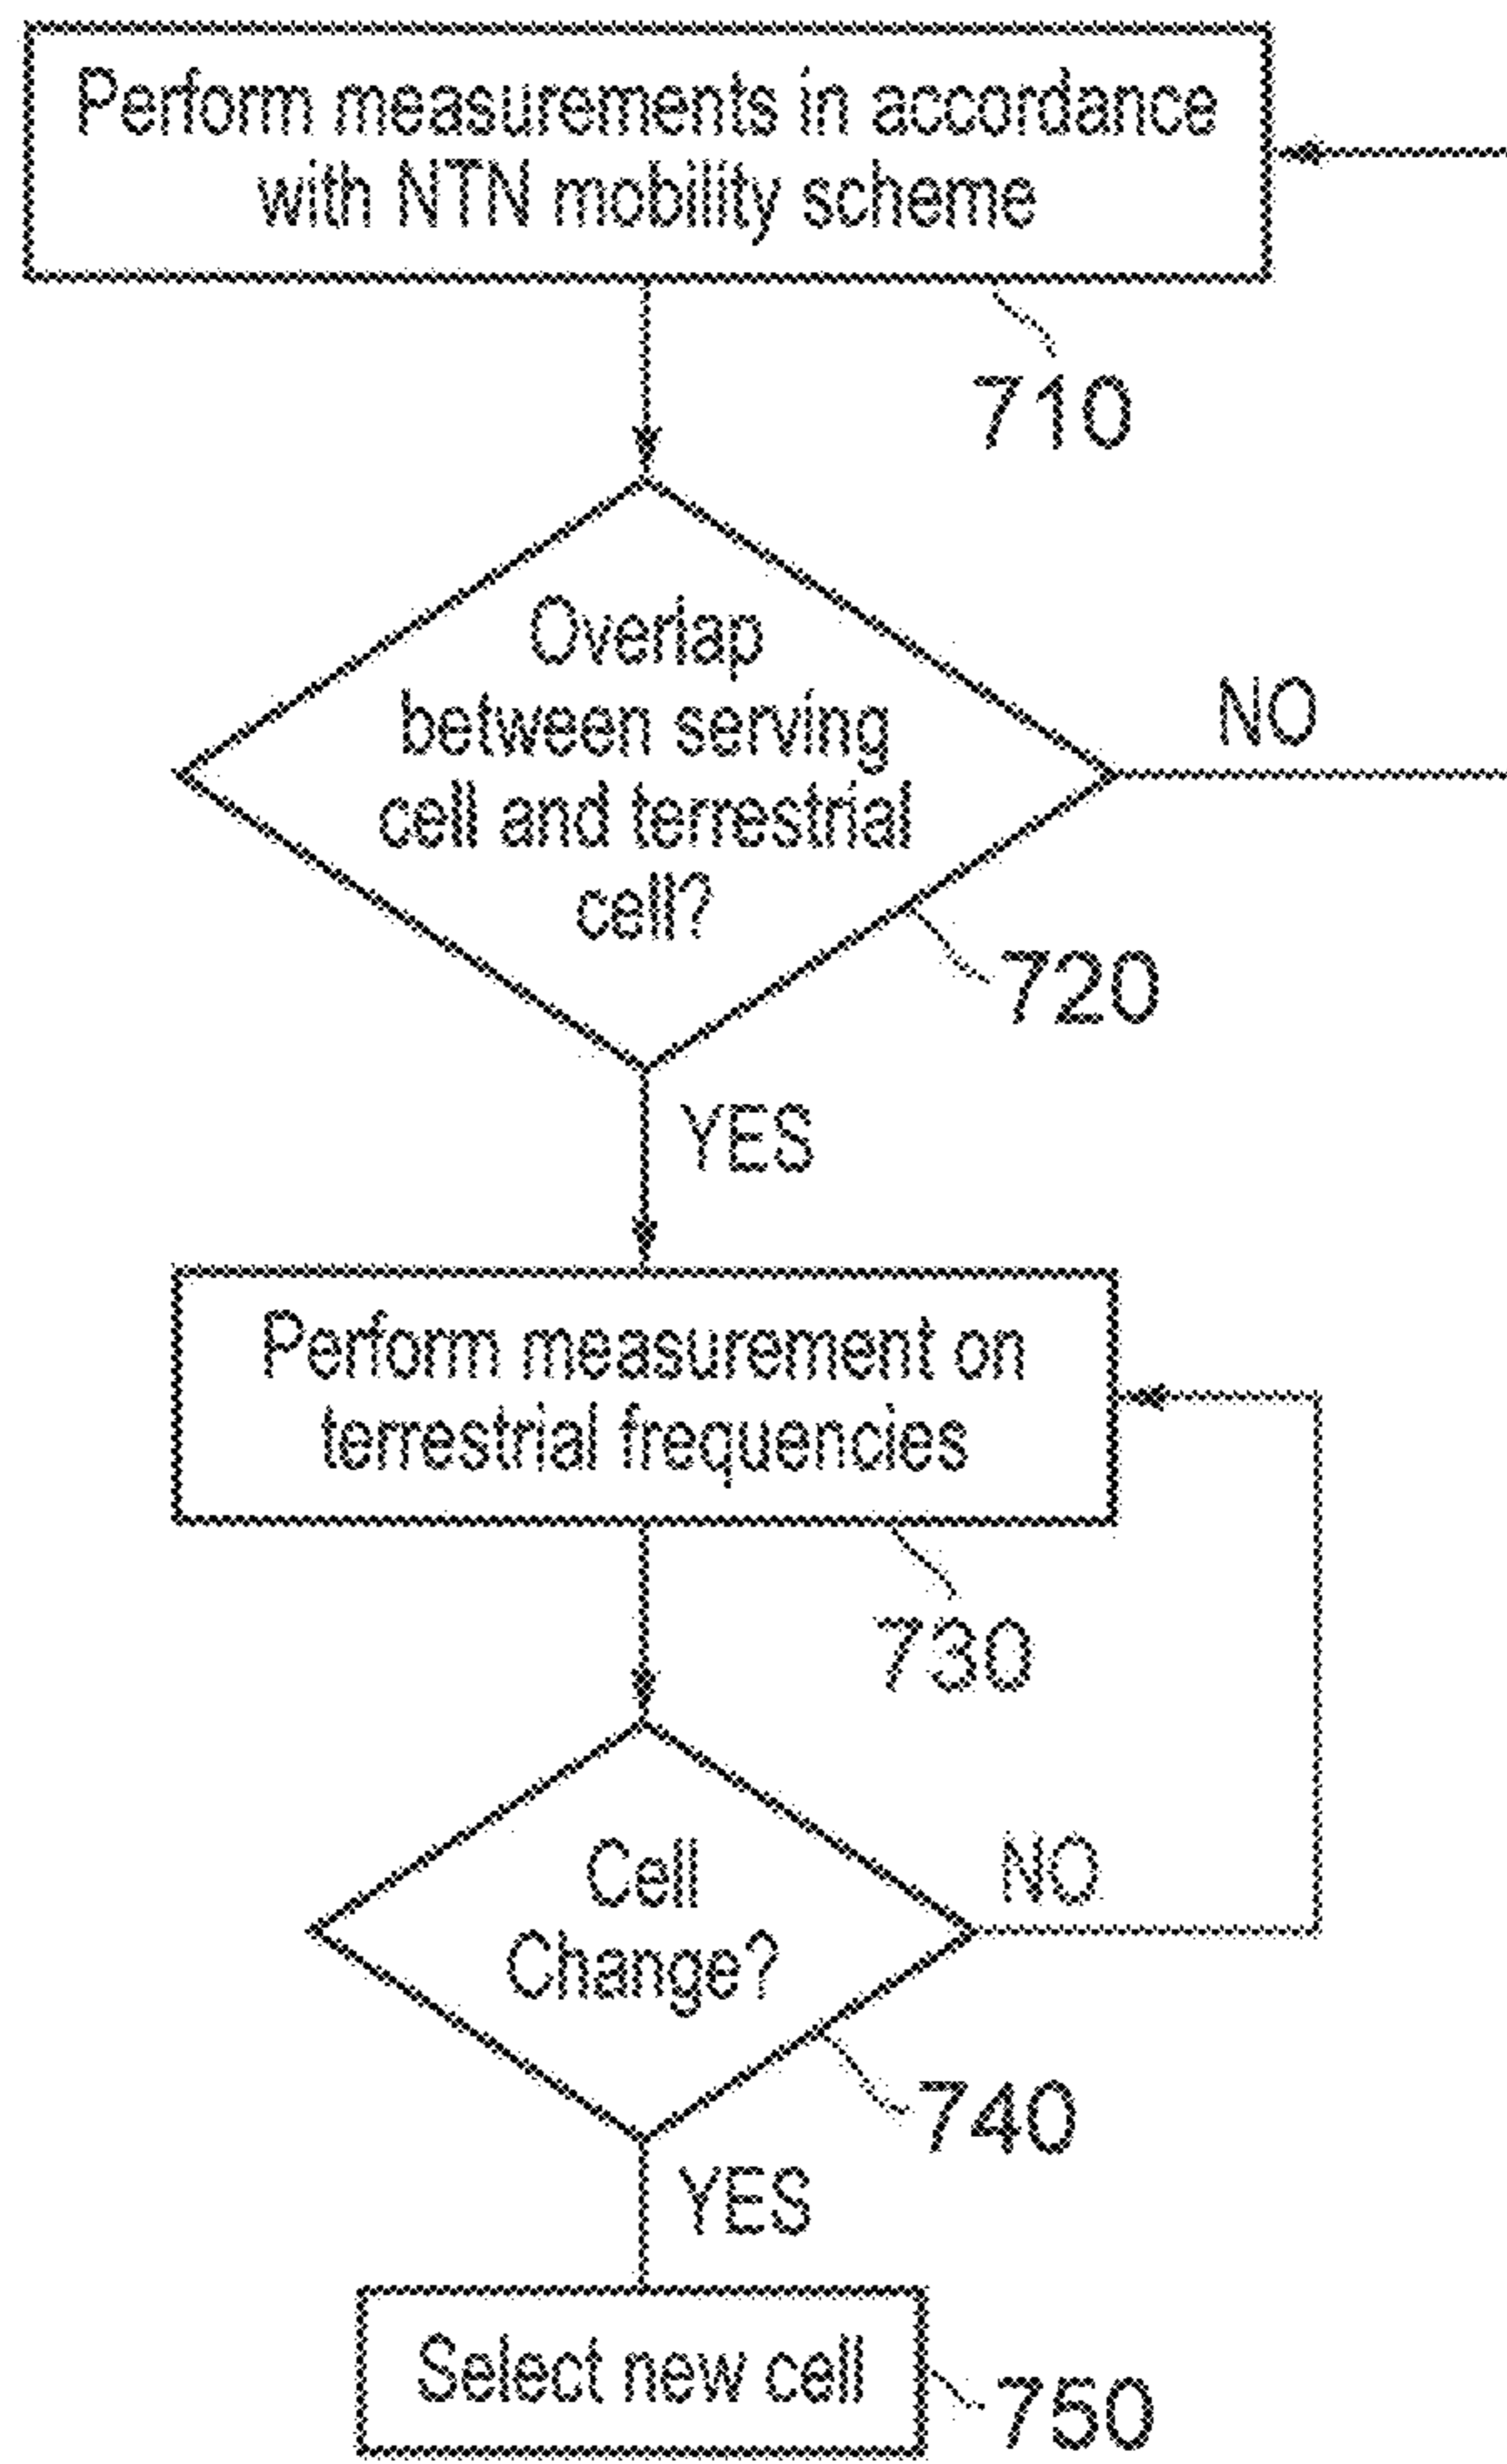 Perform measurements in accordance
with NTN mobility scheme
710
Overlap
between serving
cell and terrestrial
cell?
NO
720
YES
Perform measurement on
terrestrial frequencies
730
Cell
Change?
NO
740
YES
Select new cell
750